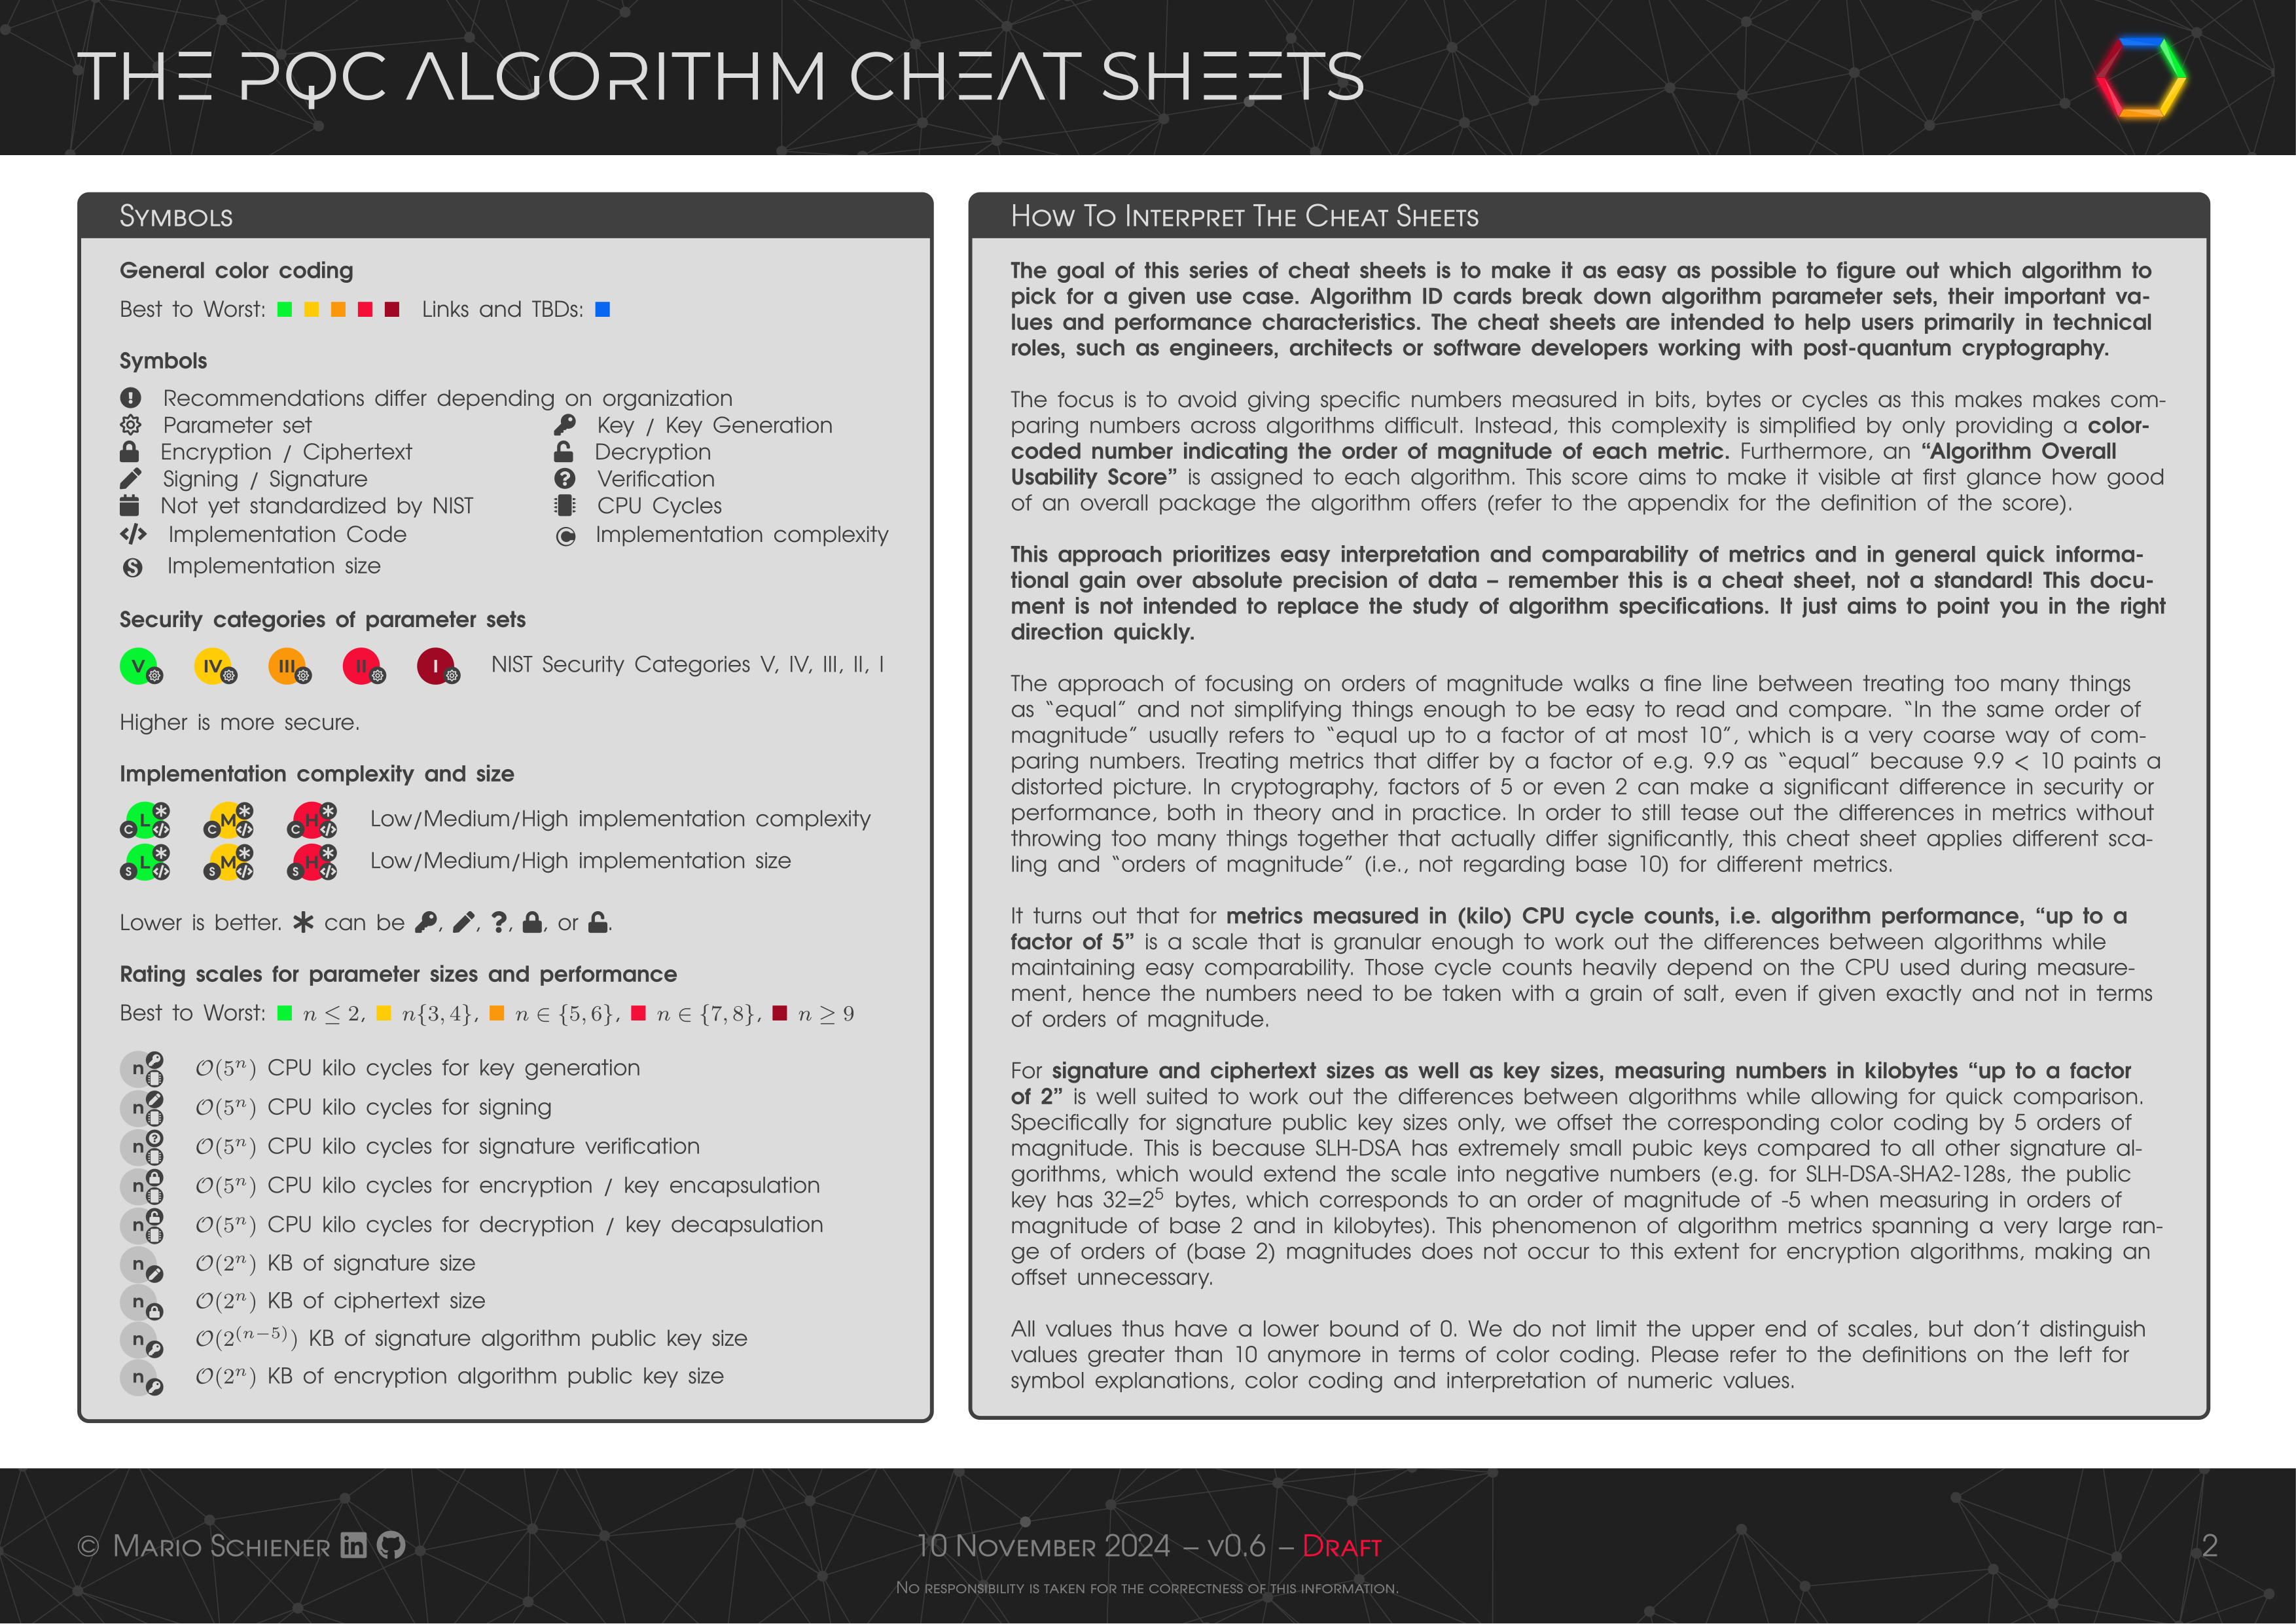 THE PQC ALGORITHM CHEAT SHEETS
Symbols
General color coding
Best to Worst: Links and TBDs:
Symbols
Recommendations differ depending on organization
Parameter set Key / Key Generation
Encryption / Ciphertext Decryption
Signing / Signature Verification
Not yet standardized by NIST CPU Cycles
Implementation Code Implementation complexity
Implementation size
Security categories of parameter sets
V IV III II I NIST Security Categories V, IV, III, II, I
Higher is more secure.
Implementation complexity and size
C L * </> C M * </> C H * </> Low/Medium/High implementation complexity
S L * </> S M * </> S H * </> Low/Medium/High implementation size
Lower is better. * can be , , ?, , or .
Rating scales for parameter sizes and performance
Best to Worst: n ≤ 2, n{3, 4}, n ∈ {5, 6}, n ∈ {7, 8}, n ≥ 9
n O(5ⁿ) CPU kilo cycles for key generation
n O(5ⁿ) CPU kilo cycles for signing
n ? O(5ⁿ) CPU kilo cycles for signature verification
n O(5ⁿ) CPU kilo cycles for encryption / key encapsulation
n O(5ⁿ) CPU kilo cycles for decryption / key decapsulation
n O(2ⁿ) KB of signature size
n O(2ⁿ) KB of ciphertext size
n O(2⁽ⁿ⁻⁵⁾) KB of signature algorithm public key size
n O(2ⁿ) KB of encryption algorithm public key size
How To Interpret The Cheat Sheets
The goal of this series of cheat sheets is to make it as easy as possible to figure out which algorithm to
pick for a given use case. Algorithm ID cards break down algorithm parameter sets, their important va-
lues and performance characteristics. The cheat sheets are intended to help users primarily in technical
roles, such as engineers, architects or software developers working with post-quantum cryptography.
The focus is to avoid giving specific numbers measured in bits, bytes or cycles as this makes makes com-
paring numbers across algorithms difficult. Instead, this complexity is simplified by only providing a color-
coded number indicating the order of magnitude of each metric. Furthermore, an “Algorithm Overall
Usability Score” is assigned to each algorithm. This score aims to make it visible at first glance how good
of an overall package the algorithm offers (refer to the appendix for the definition of the score).
This approach prioritizes easy interpretation and comparability of metrics and in general quick informa-
tional gain over absolute precision of data – remember this is a cheat sheet, not a standard! This docu-
ment is not intended to replace the study of algorithm specifications. It just aims to point you in the right
direction quickly.
The approach of focusing on orders of magnitude walks a fine line between treating too many things
as “equal” and not simplifying things enough to be easy to read and compare. “In the same order of
magnitude” usually refers to “equal up to a factor of at most 10”, which is a very coarse way of com-
paring numbers. Treating metrics that differ by a factor of e.g. 9.9 as “equal” because 9.9 < 10 paints a
distorted picture. In cryptography, factors of 5 or even 2 can make a significant difference in security or
performance, both in theory and in practice. In order to still tease out the differences in metrics without
throwing too many things together that actually differ significantly, this cheat sheet applies different sca-
ling and “orders of magnitude” (i.e., not regarding base 10) for different metrics.
It turns out that for metrics measured in (kilo) CPU cycle counts, i.e. algorithm performance, “up to a
factor of 5” is a scale that is granular enough to work out the differences between algorithms while
maintaining easy comparability. Those cycle counts heavily depend on the CPU used during measure-
ment, hence the numbers need to be taken with a grain of salt, even if given exactly and not in terms
of orders of magnitude.
For signature and ciphertext sizes as well as key sizes, measuring numbers in kilobytes “up to a factor
of 2” is well suited to work out the differences between algorithms while allowing for quick comparison.
Specifically for signature public key sizes only, we offset the corresponding color coding by 5 orders of
magnitude. This is because SLH-DSA has extremely small pubic keys compared to all other signature al-
gorithms, which would extend the scale into negative numbers (e.g. for SLH-DSA-SHA2-128s, the public
key has 32=2⁵ bytes, which corresponds to an order of magnitude of -5 when measuring in orders of
magnitude of base 2 and in kilobytes). This phenomenon of algorithm metrics spanning a very large ran-
ge of orders of (base 2) magnitudes does not occur to this extent for encryption algorithms, making an
offset unnecessary.
All values thus have a lower bound of 0. We do not limit the upper end of scales, but don’t distinguish
values greater than 10 anymore in terms of color coding. Please refer to the definitions on the left for
symbol explanations, color coding and interpretation of numeric values.
© Mario Schiener in
10 November 2024 – v0.6 – Draft
No responsibility is taken for the correctness of this information.
2